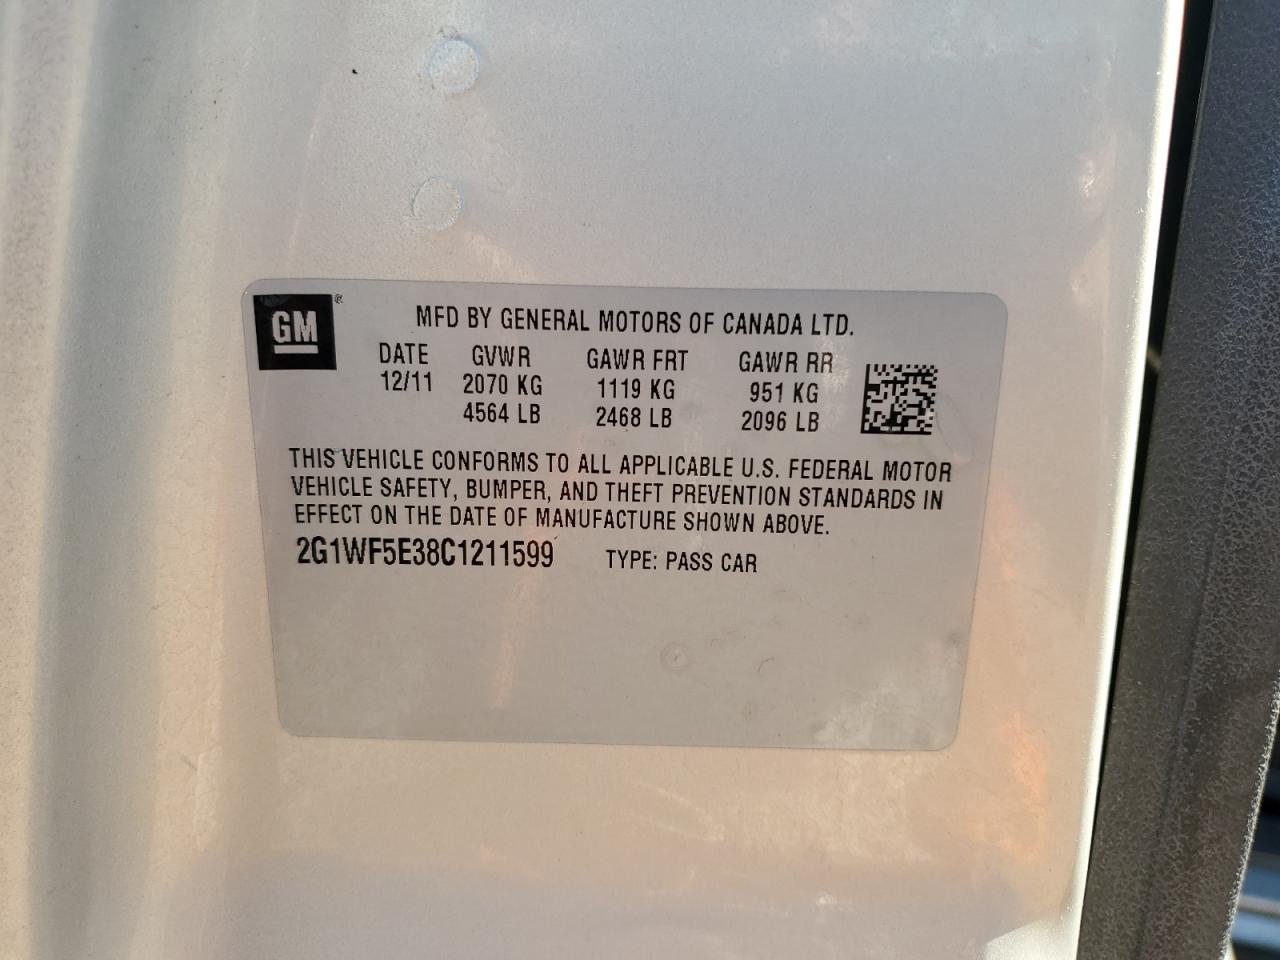 GM ®
MFD BY GENERAL MOTORS OF CANADA LTD.
DATE GVWR GAWR FRT GAWR RR
12/11 2070 KG 1119 KG 951 KG
4564 LB 2468 LB 2096 LB
THIS VEHICLE CONFORMS TO ALL APPLICABLE U.S. FEDERAL MOTOR
VEHICLE SAFETY, BUMPER, AND THEFT PREVENTION STANDARDS IN
EFFECT ON THE DATE OF MANUFACTURE SHOWN ABOVE.
2G1WF5E38C1211599 TYPE: PASS CAR